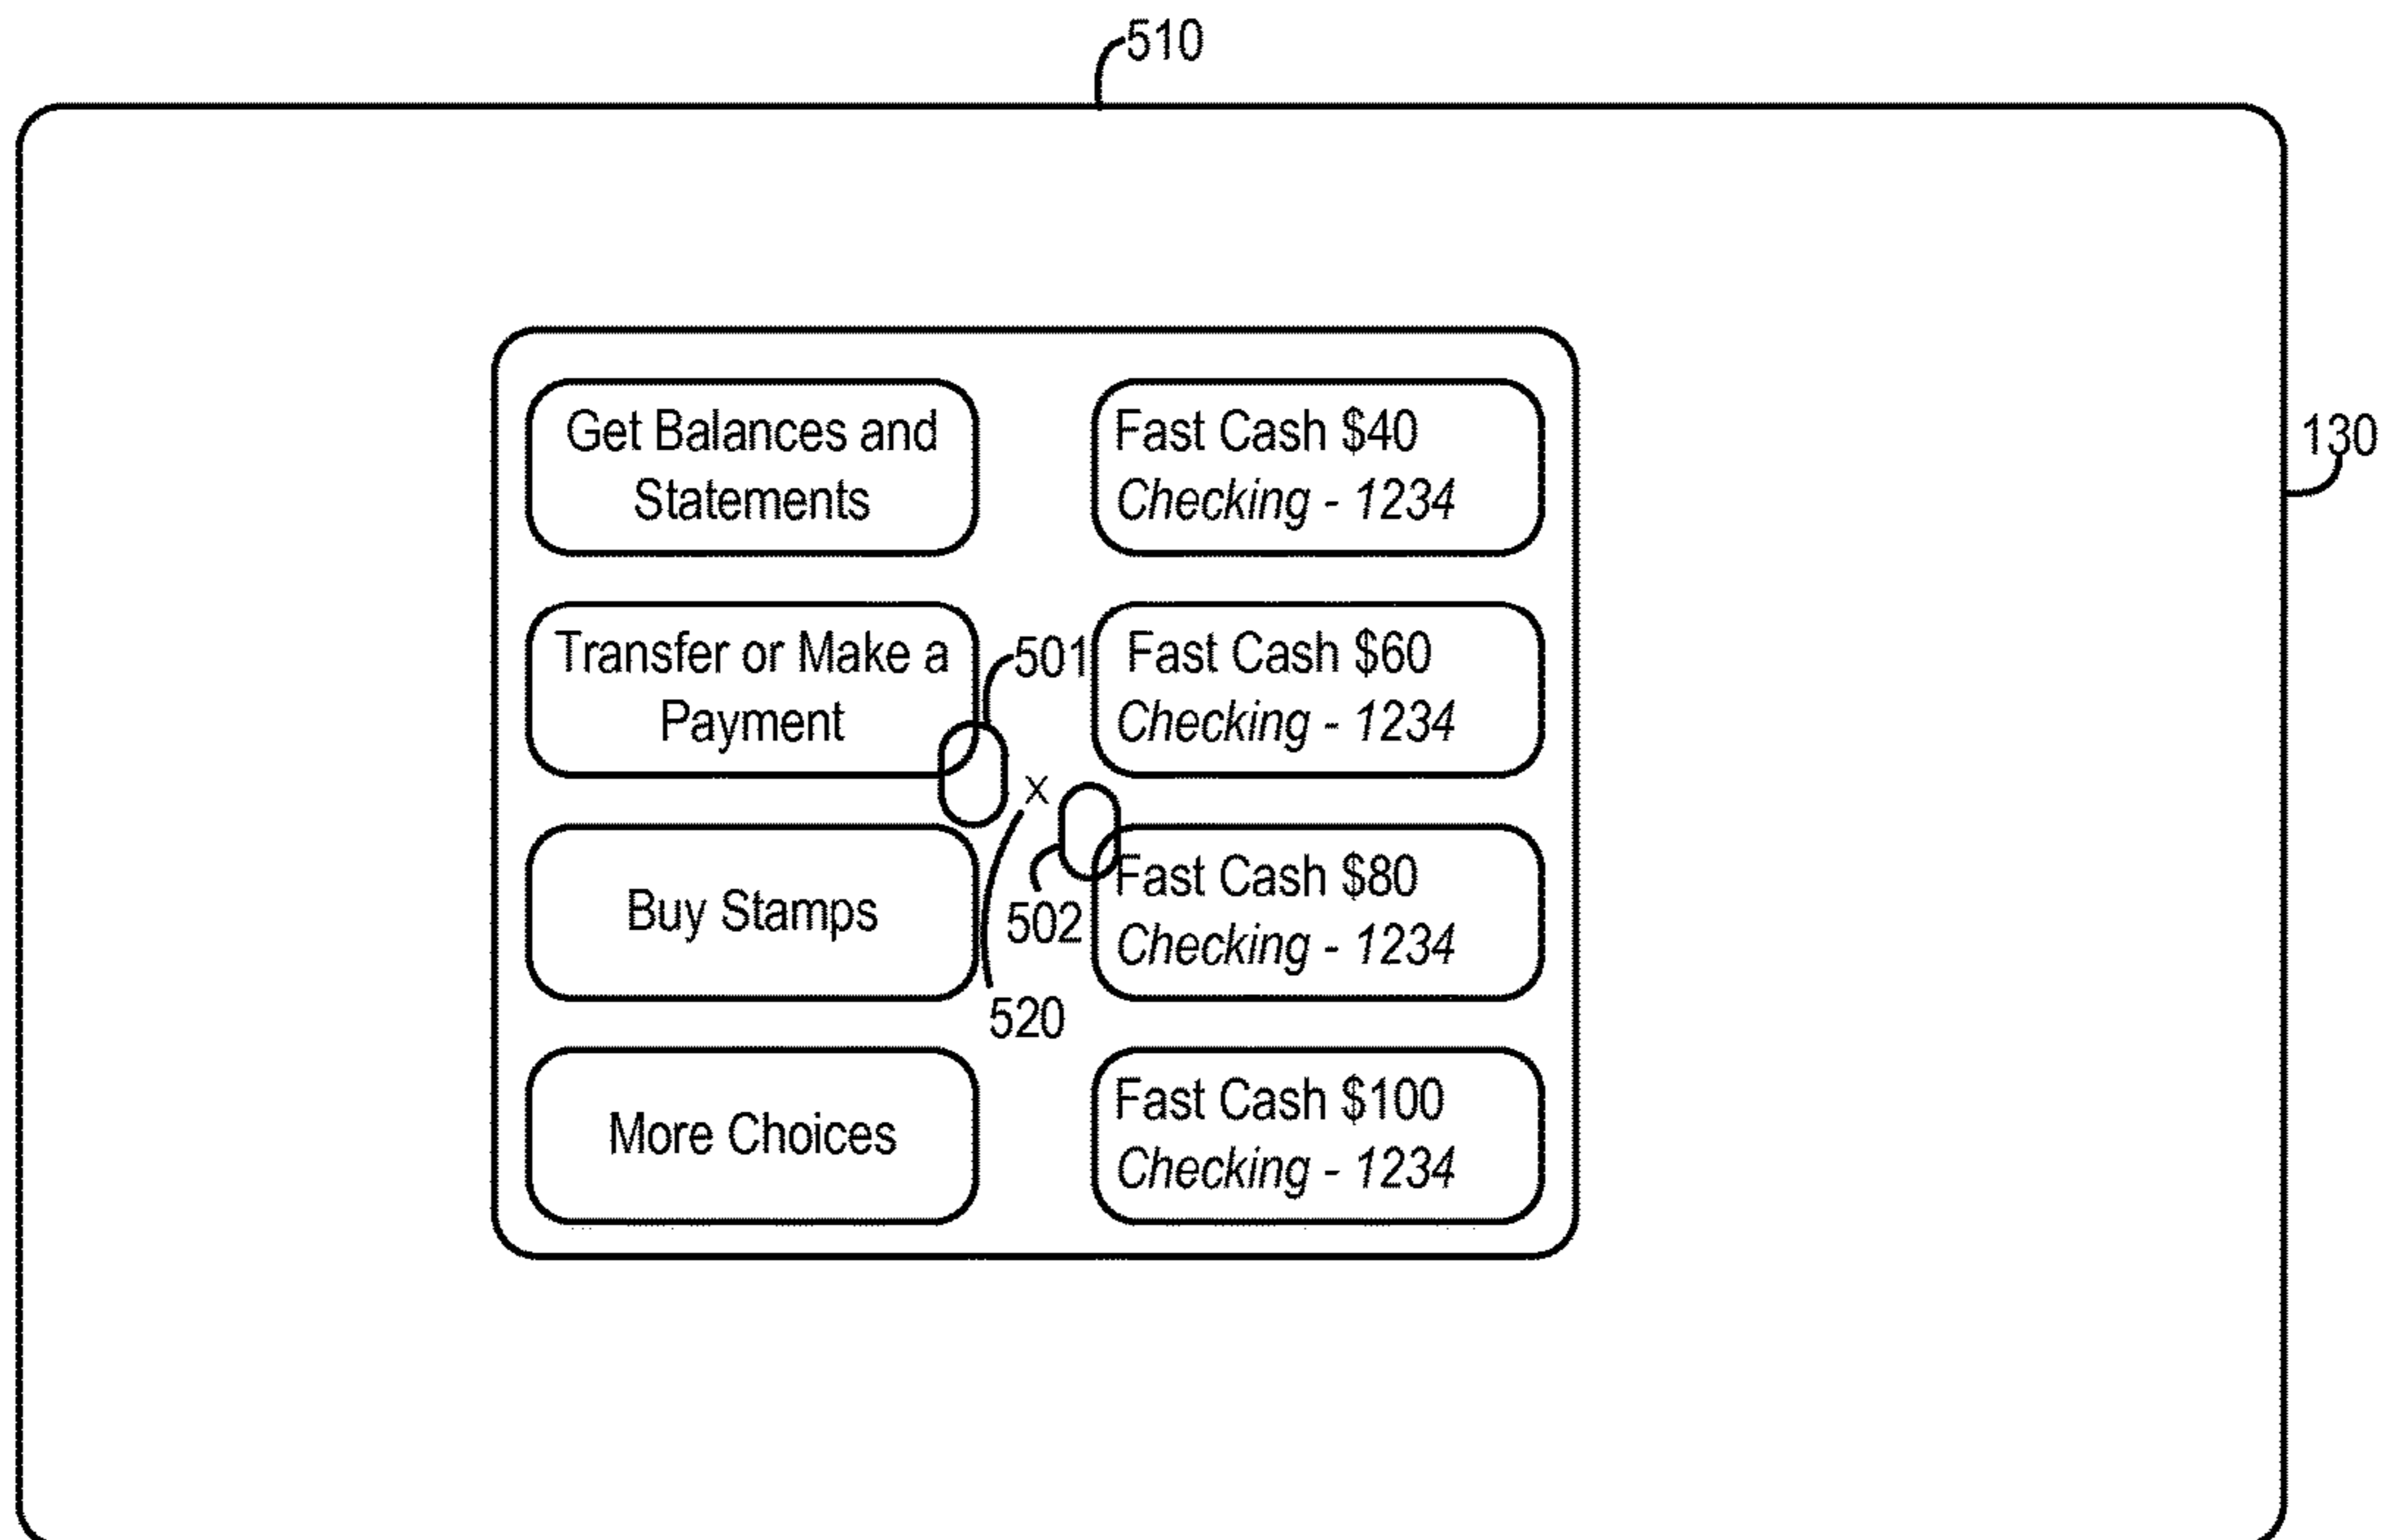 510
130
Get Balances and
Statements
Fast Cash $40
Checking - 1234
Transfer or Make a
Payment
501
Fast Cash $60
Checking - 1234
X
Buy Stamps
502
Fast Cash $80
Checking - 1234
520
More Choices
Fast Cash $100
Checking - 1234